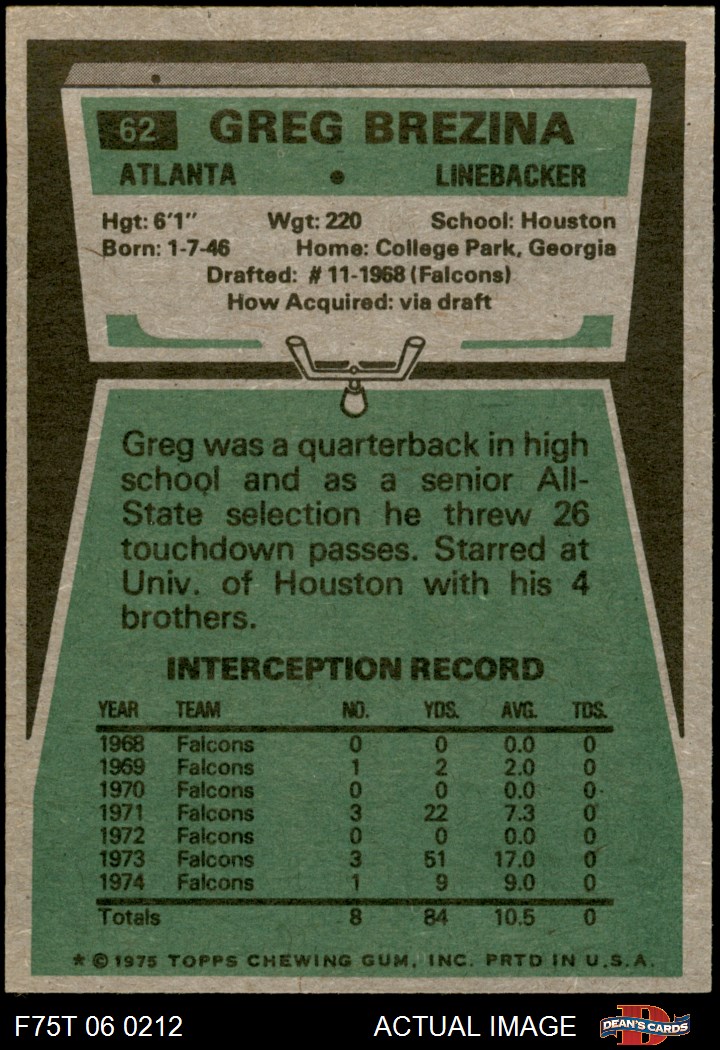 62 GREG BREZINA
ATLANTA • LINEBACKER
Hgt: 6'1" Wgt: 220 School: Houston
Born: 1-7-46 Home: College Park, Georgia
Drafted: #11-1968 (Falcons)
How Acquired: via draft
Greg was a quarterback in high
school and as a senior All-
State selection he threw 26
touchdown passes. Starred at
Univ. of Houston with his 4
brothers.
INTERCEPTION RECORD
YEAR TEAM NO. YDS. AVG. TDS.
1968 Falcons 0 0 0.0 0
1969 Falcons 1 2 2.0 0
1970 Falcons 0 0 0.0 0
1971 Falcons 3 22 7.3 0
1972 Falcons 0 0 0.0 0
1973 Falcons 3 51 17.0 0
1974 Falcons 1 9 9.0 0
Totals 8 84 10.5 0
* © 1975 TOPPS CHEWING GUM, INC. PRTD IN U.S.A.
F75T 06 0212 ACTUAL IMAGE D DEAN'S CARDS